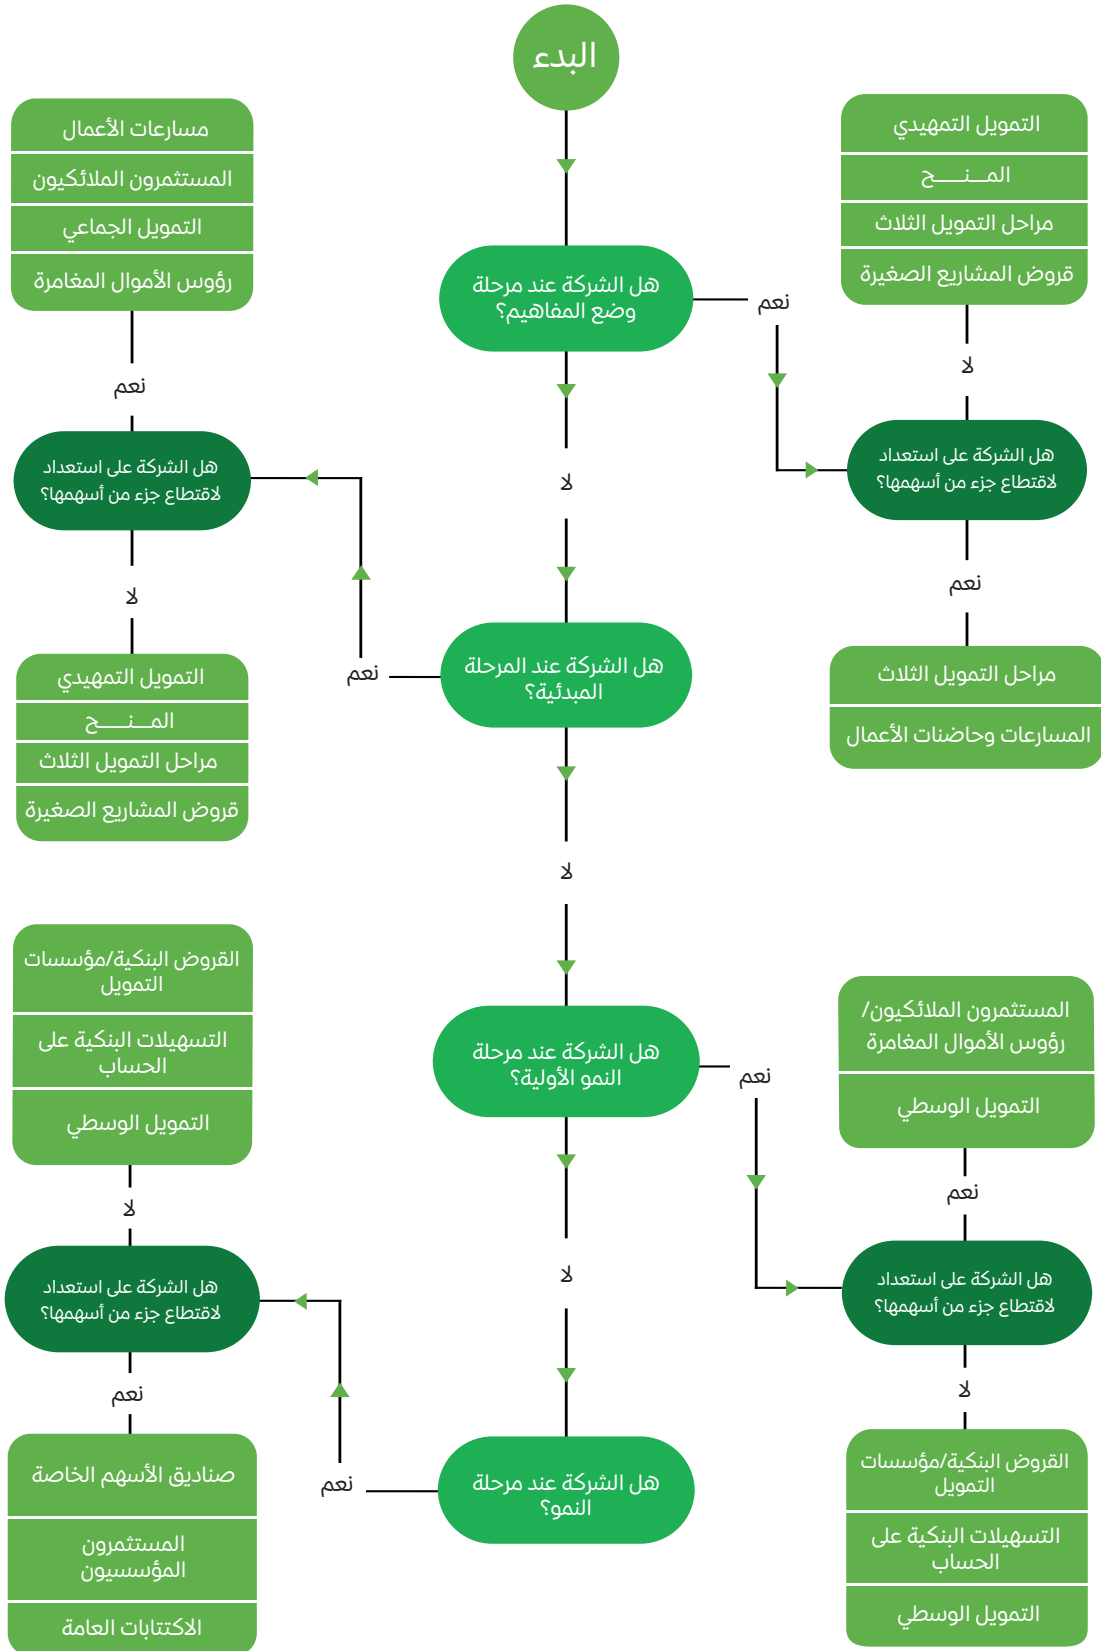 البدء
هل الشركة عند مرحلة
وضع المفاهيم؟
نعم
التمويل التمهيدي
المـــنـــــــح
مراحل التمويل الثلاث
قروض المشاريع الصغيرة
لا
هل الشركة على استعداد
لاقتطاع جزء من أسهمها؟
نعم
مراحل التمويل الثلاث
المسارعات وحاضنات الأعمال
لا
هل الشركة عند المرحلة
المبدئية؟
نعم
مسارعات الأعمال
المستثمرون الملائكيون
التمويل الجماعي
رؤوس الأموال المغامرة
نعم
هل الشركة على استعداد
لاقتطاع جزء من أسهمها؟
لا
التمويل التمهيدي
المـــنـــــــح
مراحل التمويل الثلاث
قروض المشاريع الصغيرة
لا
هل الشركة عند مرحلة
النمو الأولية؟
نعم
المستثمرون الملائكيون/
رؤوس الأموال المغامرة
التمويل الوسطي
نعم
هل الشركة على استعداد
لاقتطاع جزء من أسهمها؟
لا
القروض البنكية/مؤسسات
التمويل
التسهيلات البنكية على
الحساب
التمويل الوسطي
لا
هل الشركة عند مرحلة
النمو؟
نعم
القروض البنكية/مؤسسات
التمويل
التسهيلات البنكية على
الحساب
التمويل الوسطي
لا
هل الشركة على استعداد
لاقتطاع جزء من أسهمها؟
نعم
صناديق الأسهم الخاصة
المستثمرون
المؤسسيون
الاكتتابات العامة